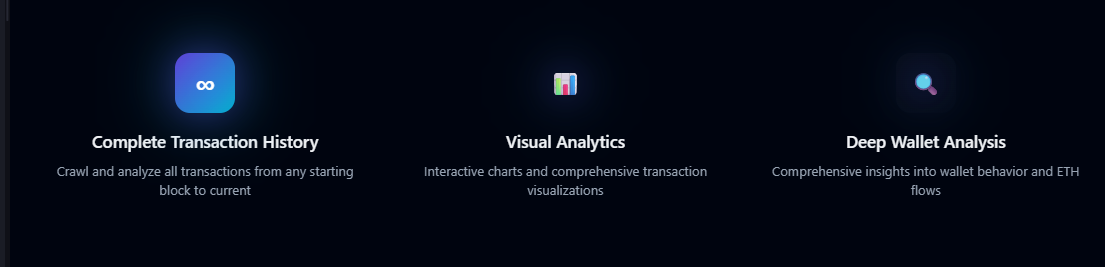 ∞
Complete Transaction History
Crawl and analyze all transactions from any starting
block to current
Visual Analytics
Interactive charts and comprehensive transaction
visualizations
Deep Wallet Analysis
Comprehensive insights into wallet behavior and ETH
flows